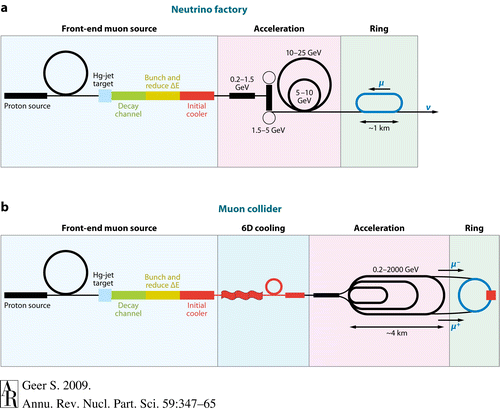 a
Neutrino factory
Front-end muon source
Acceleration
Ring
Hg-jet
target
Bunch and
reduce ΔE
Proton source
Decay
channel
Initial
cooler
0.2–1.5
GeV
10–25 GeV
5–10
GeV
1.5–5 GeV
μ
ν
~1 km
b
Muon collider
Front-end muon source
6D cooling
Acceleration
Ring
Hg-jet
target
Bunch and
reduce ΔE
Proton source
Decay
channel
Initial
cooler
0.2–2000 GeV
μ–
μ+
~4 km
AR
Geer S. 2009.
Annu. Rev. Nucl. Part. Sci. 59:347–65